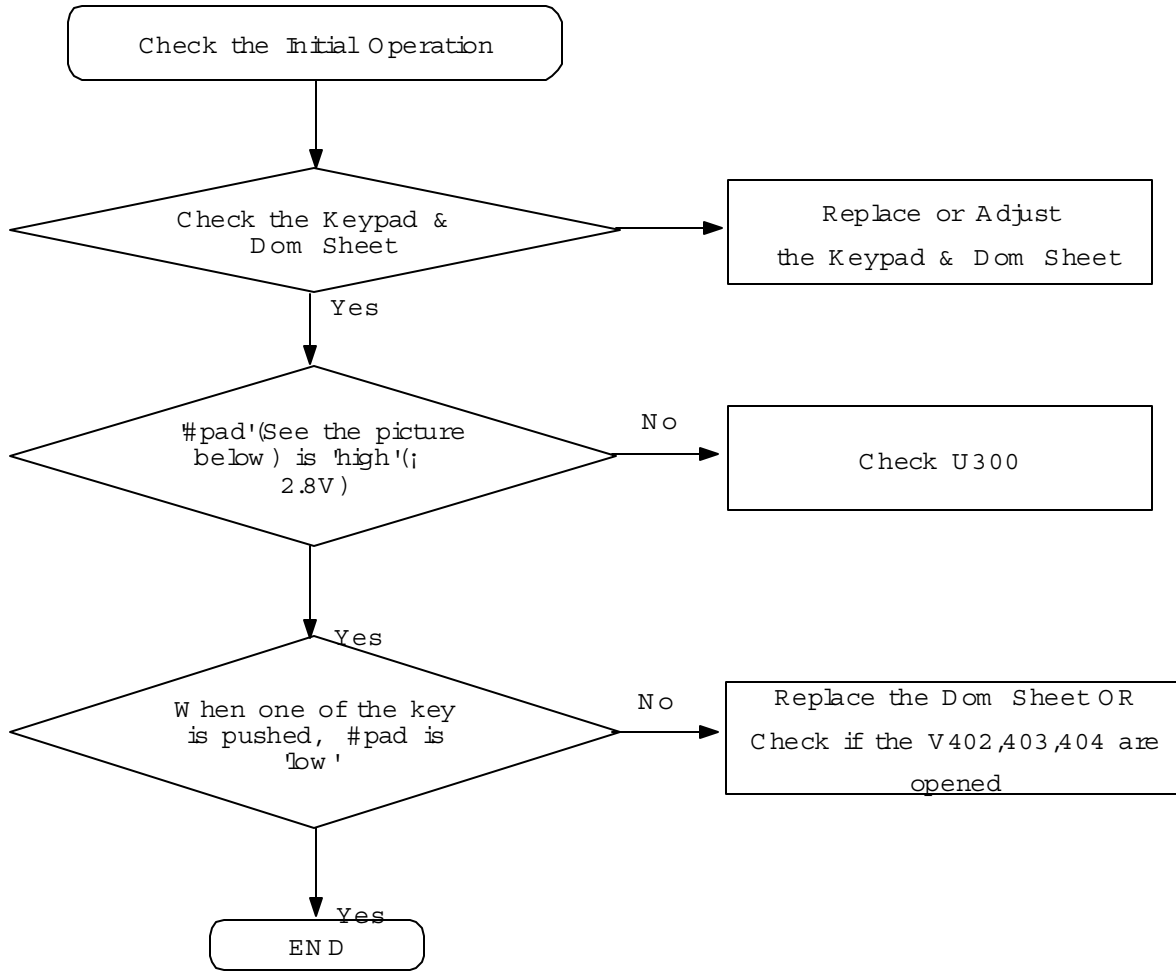 Check the Initial Operation
Check the Keypad &
Dom Sheet
Replace or Adjust
the Keypad & Dom Sheet
Yes
'#pad'(See the picture
below) is 'high'(¡
2.8V)
No
Check U300
Yes
When one of the key
is pushed, #pad is
'low'
No
Replace the Dom Sheet OR
Check if the V402,403,404 are
opened
Yes
END